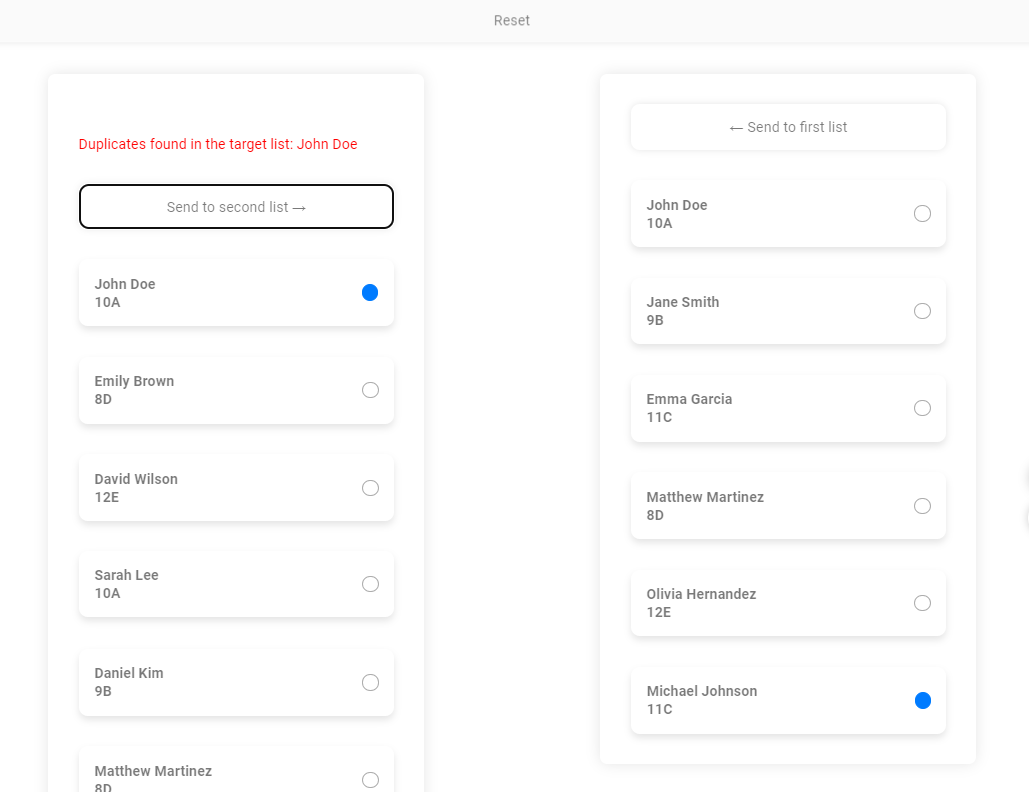 Reset
Duplicates found in the target list: John Doe
Send to second list →
John Doe
10A
Emily Brown
8D
David Wilson
12E
Sarah Lee
10A
Daniel Kim
9B
Matthew Martinez
8D
← Send to first list
John Doe
10A
Jane Smith
9B
Emma Garcia
11C
Matthew Martinez
8D
Olivia Hernandez
12E
Michael Johnson
11C